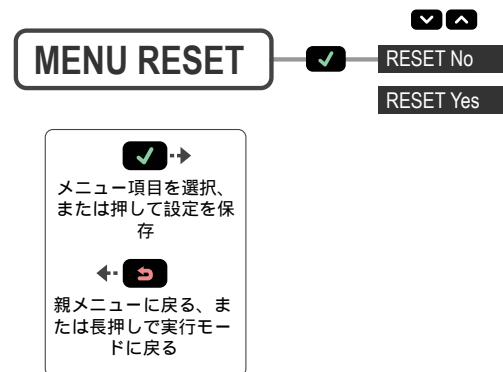 MENU RESET
RESET No
RESET Yes
メニュー項目を選択、
または押して設定を保
存
親メニューに戻る、ま
たは長押しで実行モー
ドに戻る